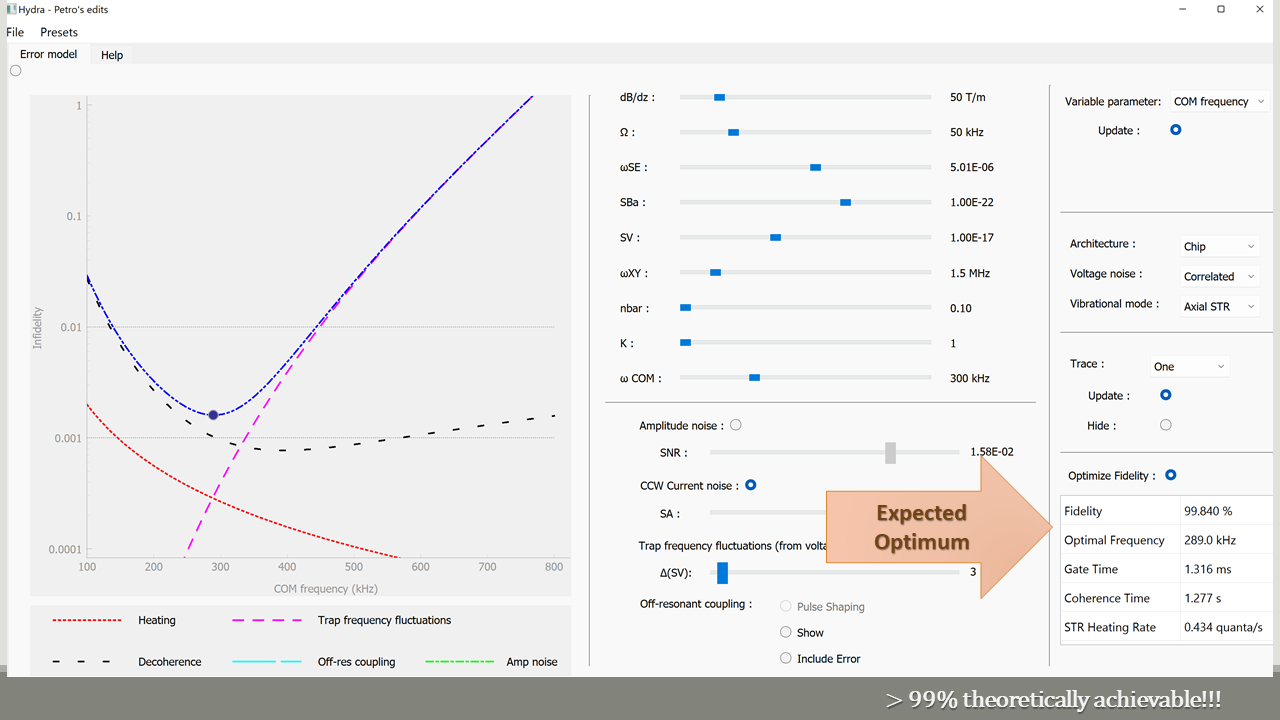 Hydra - Petro's edits
File Presets
Error model Help
1
0.1
0.01
0.001
0.0001
Infidelity
100 200 300 400 500 600 700 800
COM frequency (kHz)
Heating Trap frequency fluctuations
Decoherence Off-res coupling Amp noise
dB/dz : 50 T/m
Ω : 50 kHz
ωSE : 5.01E-06
SBa : 1.00E-22
SV : 1.00E-17
ωXY : 1.5 MHz
nbar : 0.10
K : 1
ω COM : 300 kHz
Amplitude noise :
SNR : 1.58E-02
CCW Current noise :
SA :
Trap frequency fluctuations (from volta
Δ(SV): 3
Off-resonant coupling : Pulse Shaping
Show
Include Error
Expected
Optimum
Variable parameter: COM frequency
Update :
Architecture : Chip
Voltage noise : Correlated
Vibrational mode : Axial STR
Trace : One
Update :
Hide :
Optimize Fidelity :
Fidelity 99.840 %
Optimal Frequency 289.0 kHz
Gate Time 1.316 ms
Coherence Time 1.277 s
STR Heating Rate 0.434 quanta/s
> 99% theoretically achievable!!!